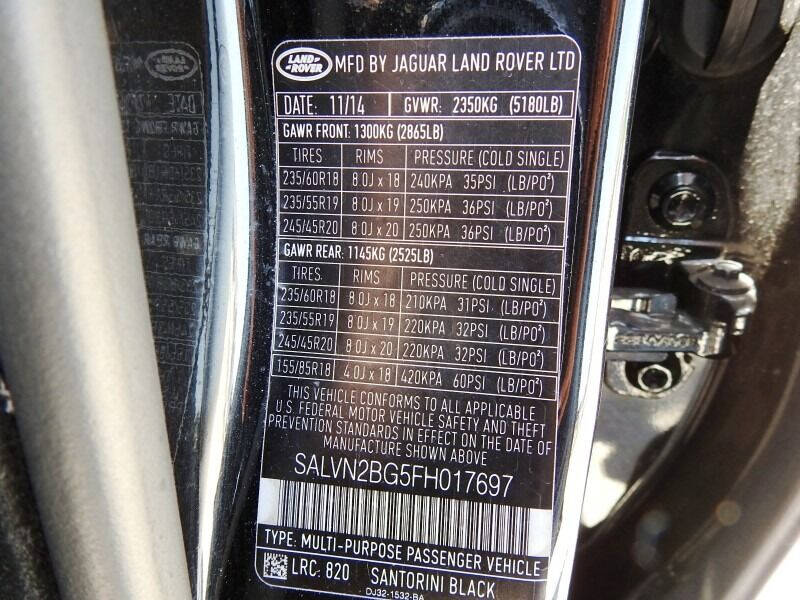 LAND ROVER MFD BY JAGUAR LAND ROVER LTD
DATE: 11/14 GVWR: 2350KG (5180LB)
GAWR FRONT: 1300KG (2865LB)
TIRES RIMS PRESSURE (COLD SINGLE)
235/60R18 8.0J x 18 240KPA 35PSI (LB/PO²)
235/55R19 8.0J x 19 250KPA 36PSI (LB/PO²)
245/45R20 8.0J x 20 250KPA 36PSI (LB/PO²)
GAWR REAR: 1145KG (2525LB)
TIRES RIMS PRESSURE (COLD SINGLE)
235/60R18 8.0J x 18 210KPA 31PSI (LB/PO²)
235/55R19 8.0J x 19 220KPA 32PSI (LB/PO²)
245/45R20 8.0J x 20 220KPA 32PSI (LB/PO²)
155/85R18 4.0J x 18 420KPA 60PSI (LB/PO²)
THIS VEHICLE CONFORMS TO ALL APPLICABLE
U.S. FEDERAL MOTOR VEHICLE SAFETY AND THEFT
PREVENTION STANDARDS IN EFFECT ON THE DATE OF
MANUFACTURE SHOWN ABOVE
SALVN2BG5FH017697
TYPE: MULTI-PURPOSE PASSENGER VEHICLE
LRC: 820 SANTORINI BLACK
DJ32-1532-BA